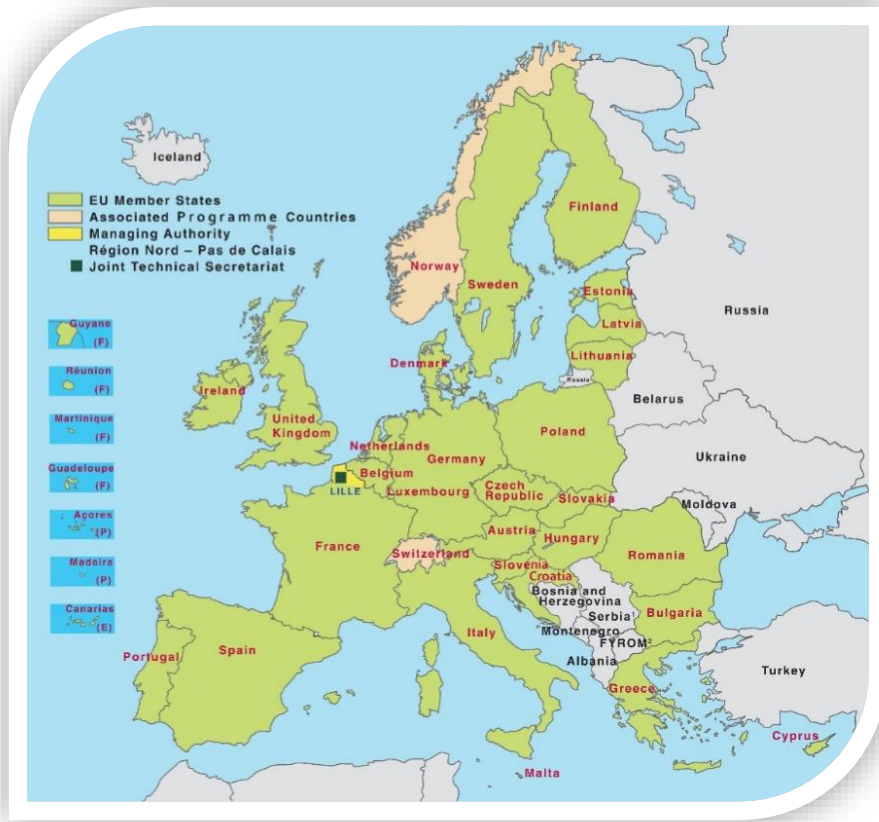 Iceland
EU Member States
Associated Programme Countries
Managing Authority
Région Nord – Pas de Calais
Joint Technical Secretariat
Finland
Norway
Sweden
Estonia
Russia
Latvia
Lithuania
Russia
Denmark
Belarus
Guyane
(F)
Réunion
(F)
Martinique
(F)
Guadeloupe
(F)
Açores
(P)
Madeira
(P)
Canarias
(E)
Ireland
United
Kingdom
Netherlands
Poland
Germany
Belgium
Ukraine
LILLE
Luxembourg
Czech
Republic
Slovakia
Moldova
Austria
France
Switzerland
Hungary
Romania
Slovenia
Croatia
Bosnia and
Herzegovina
Serbia¹
Bulgaria
Montenegro
FYROM²
Italy
Portugal
Spain
Albania
Turkey
Greece
Cyprus
Malta